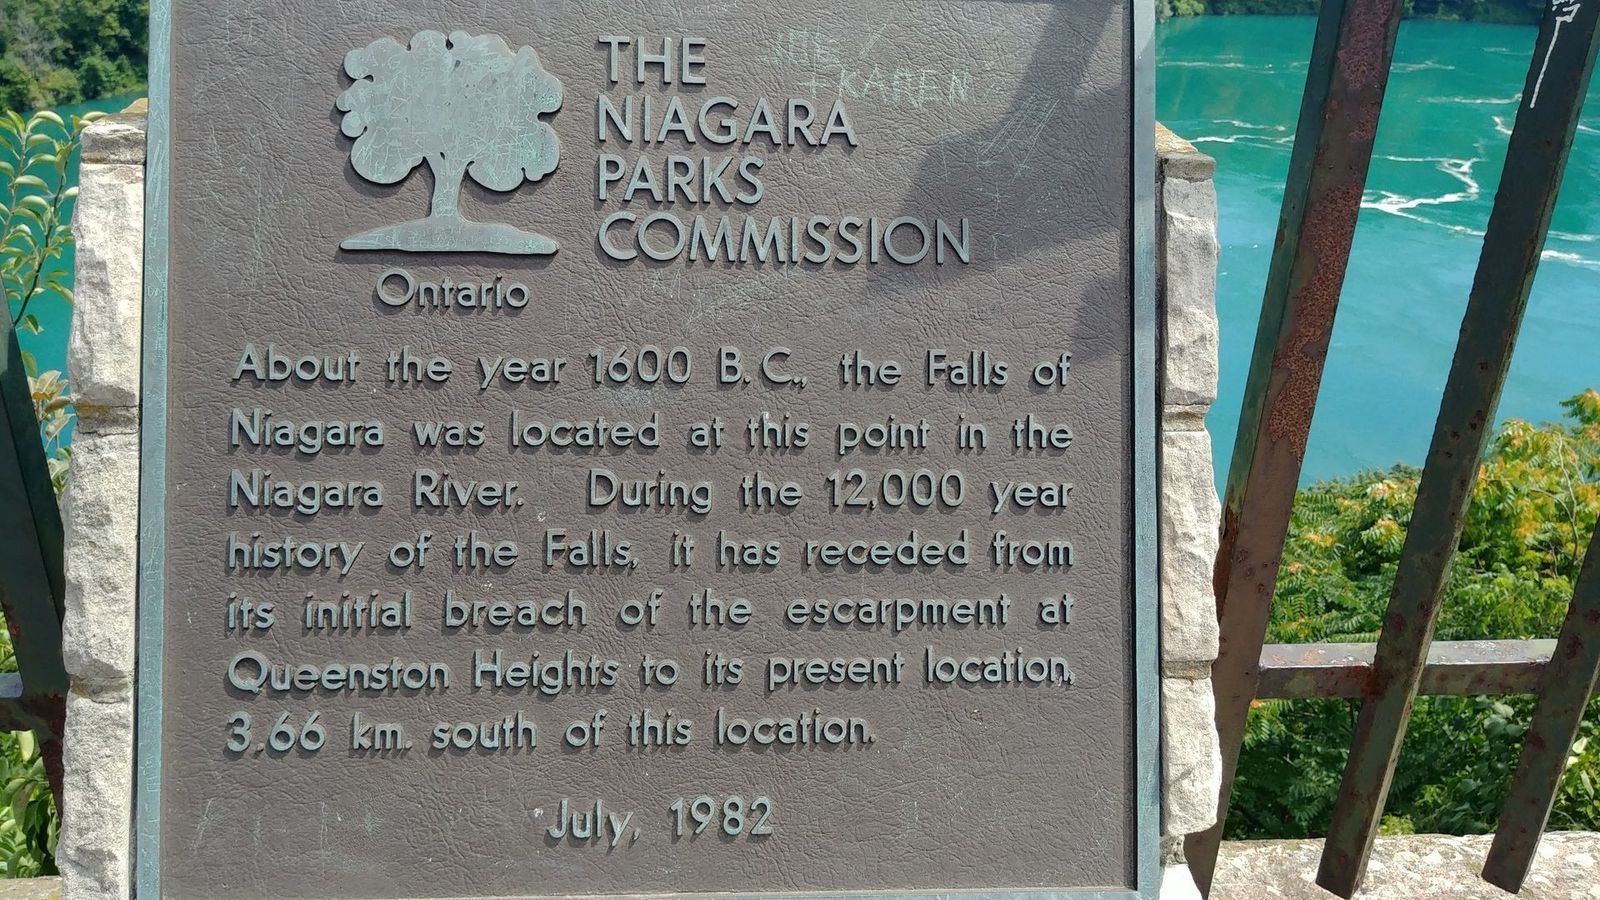 THE
NIAGARA
PARKS
COMMISSION
+ KAREN
Ontario
About the year 1600 B.C., the Falls of
Niagara was located at this point in the
Niagara River. During the 12,000 year
history of the Falls, it has receded from
its initial breach of the escarpment at
Queenston Heights to its present location,
3.66 km. south of this location.
July, 1982